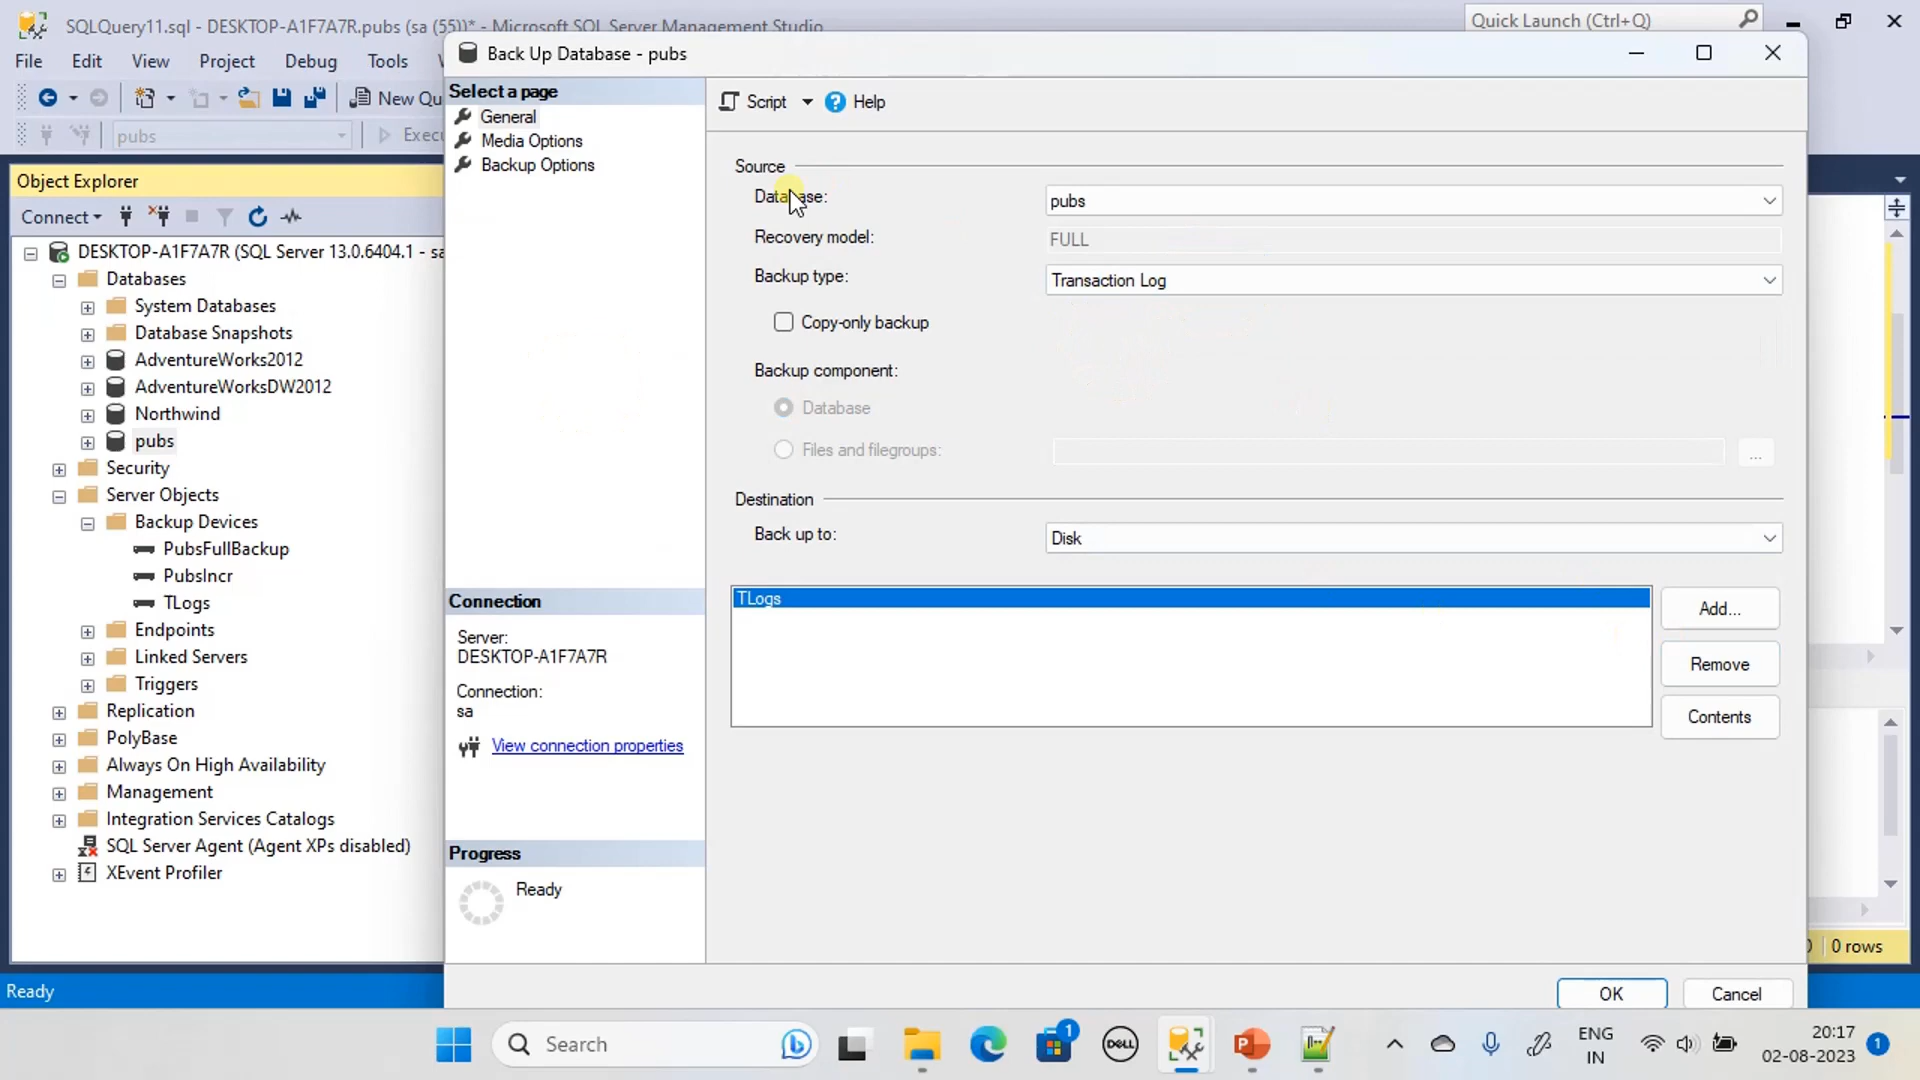 SQLQuery11.sql - DESKTOP-A1F7A7R.pubs (sa (55))* - Microsoft SQL Server Management Studio
Quick Launch (Ctrl+Q)
File Edit View Project Debug Tools
New Qu
pubs
Execu
Object Explorer
Connect
DESKTOP-A1F7A7R (SQL Server 13.0.6404.1 - sa
Databases
System Databases
Database Snapshots
AdventureWorks2012
AdventureWorksDW2012
Northwind
pubs
Security
Server Objects
Backup Devices
PubsFullBackup
PubsIncr
TLogs
Endpoints
Linked Servers
Triggers
Replication
PolyBase
Always On High Availability
Management
Integration Services Catalogs
SQL Server Agent (Agent XPs disabled)
XEvent Profiler
Back Up Database - pubs
Select a page
General
Media Options
Backup Options
Connection
Server:
DESKTOP-A1F7A7R
Connection:
sa
View connection properties
Progress
Ready
Script Help
Source
Database: pubs
Recovery model: FULL
Backup type: Transaction Log
Copy-only backup
Backup component:
Database
Files and filegroups: ...
Destination
Back up to: Disk
TLogs
Add...
Remove
Contents
OK Cancel
0 rows
Ready
Search
1
DELL
ENG
IN
20:17
02-08-2023
1